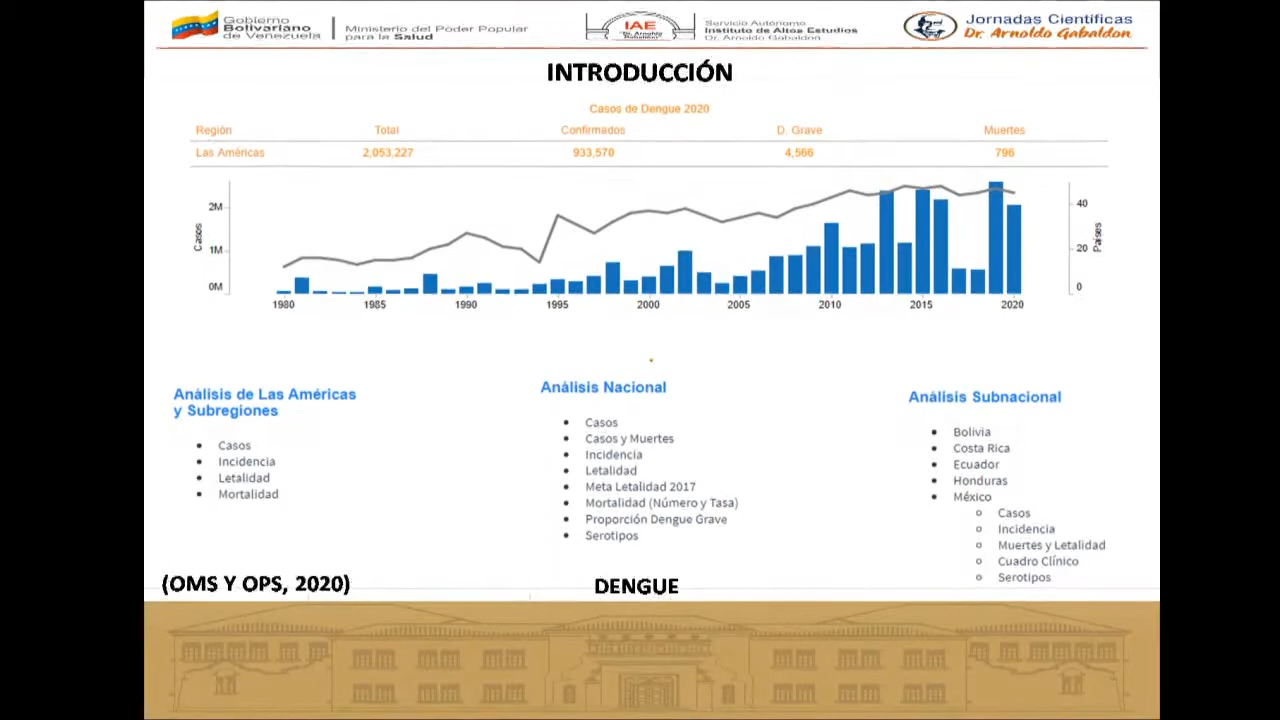 Gobierno
Bolivariano
de Venezuela
Ministerio del Poder Popular
para la Salud
IAE
Servicio Autónomo
Instituto de Altos Estudios
Dr. Arnoldo Gabaldon
Jornadas Científicas
Dr. Arnoldo Gabaldon
INTRODUCCIÓN
Casos de Dengue 2020
Región Total Confirmados D. Grave Muertes
Las Américas 2,053,227 933,570 4,566 796
2M
1M
0M
Casos
40
20
0
Países
1980 1985 1990 1995 2000 2005 2010 2015 2020
Análisis de Las Américas
y Subregiones
Casos
Incidencia
Letalidad
Mortalidad
Análisis Nacional
Casos
Casos y Muertes
Incidencia
Letalidad
Meta Letalidad 2017
Mortalidad (Número y Tasa)
Proporción Dengue Grave
Serotipos
Análisis Subnacional
Bolivia
Costa Rica
Ecuador
Honduras
México
Casos
Incidencia
Muertes y Letalidad
Cuadro Clínico
Serotipos
(OMS Y OPS, 2020)
DENGUE